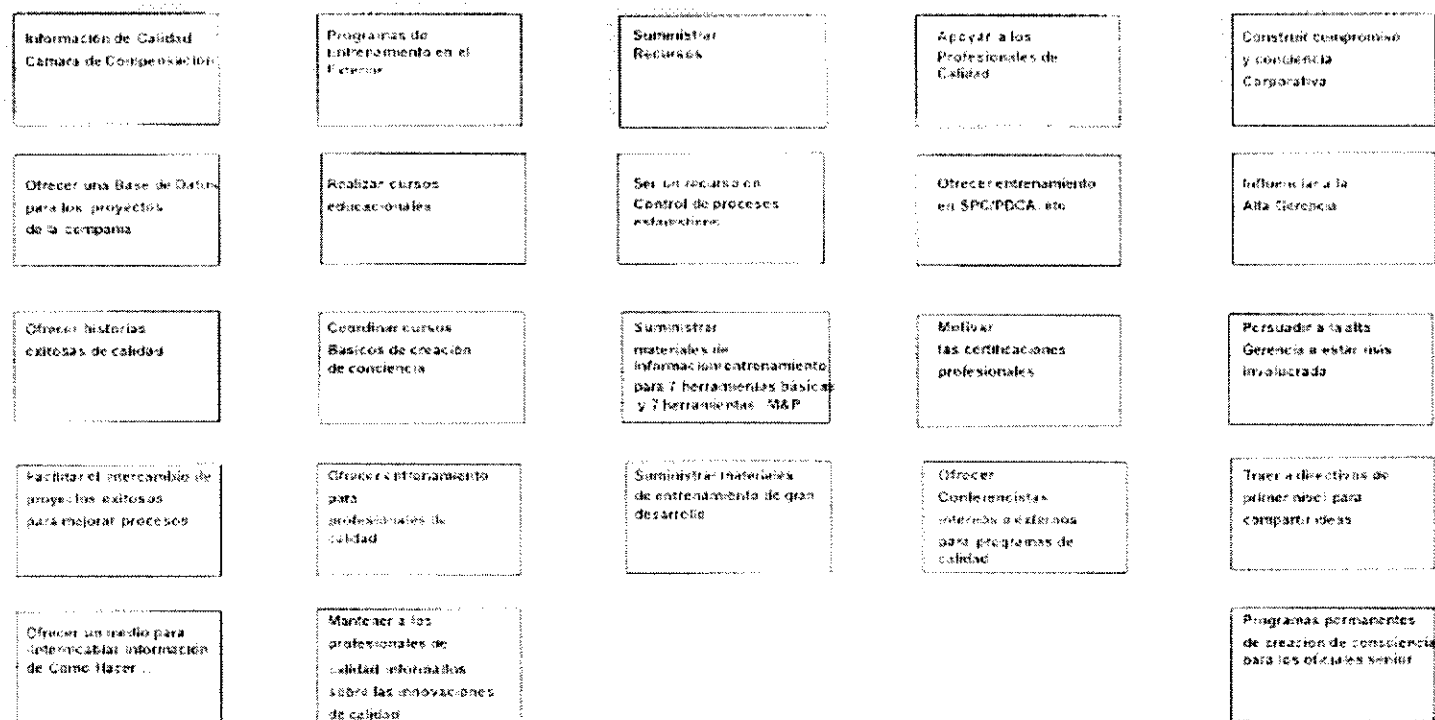 Información de Calidad
Camara de Compensación
Programas de
Entrenamiento en el
Exterior
Suministrar
Recursos
Apoyar a los
Profesionales de
Calidad
Construir compromiso
y conciencia
Corporativa
Ofrecer una Base de Datos
para los proyectos
de la compania
Realizar cursos
educacionales
Ser un recurso en
Control de procesos
estadísticos
Ofrecer entrenamiento
en SPC/PDCA, etc
Influenciar a la
Alta Gerencia
Ofrecer historias
exitosas de calidad
Coordinar cursos
Basicos de creación
de conciencia
Suministrar
materiales de
información/entrenamiento
para 7 herramientas básicas
y 7 herramientas M&P
Motivar
las certificaciones
profesionales
Persuadir a la alta
Gerencia a estar más
involucrada
Facilitar el intercambio de
proyectos exitosos
para mejorar procesos
Ofrecer entrenamiento
para
profesionales de
calidad
Suministrar materiales
de entrenamiento de gran
desarrollo
Ofrecer
Conferencistas
internos o externos
para programas de
calidad
Traer a directivos de
primer nivel para
compartir ideas
Ofrecer un medio para
información
de Como Hacer ...
Mantener a los
profesionales de
calidad informados
sobre las innovaciones
de calidad
Programas permanentes
de creación de consciencia
para los oficiales senior